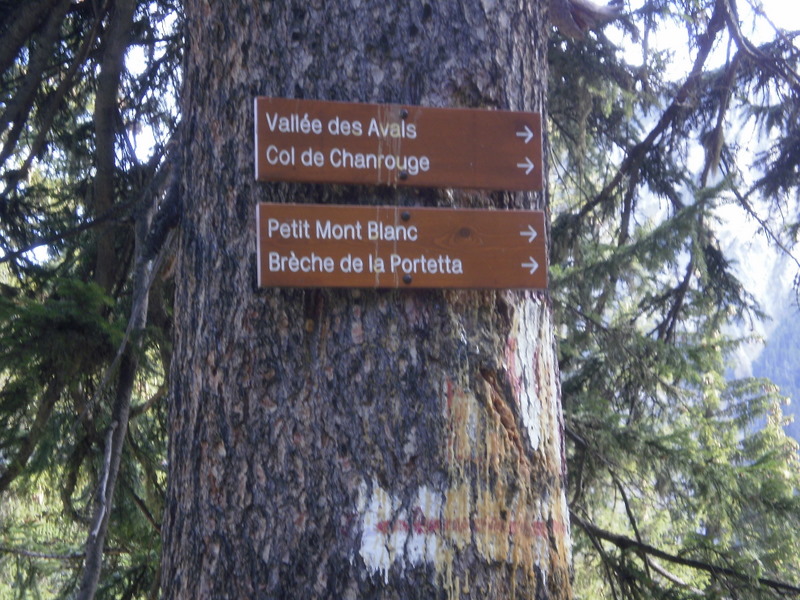 Vallée des Avals →
Col de Chanrouge →
Petit Mont Blanc →
Brèche de la Portetta →